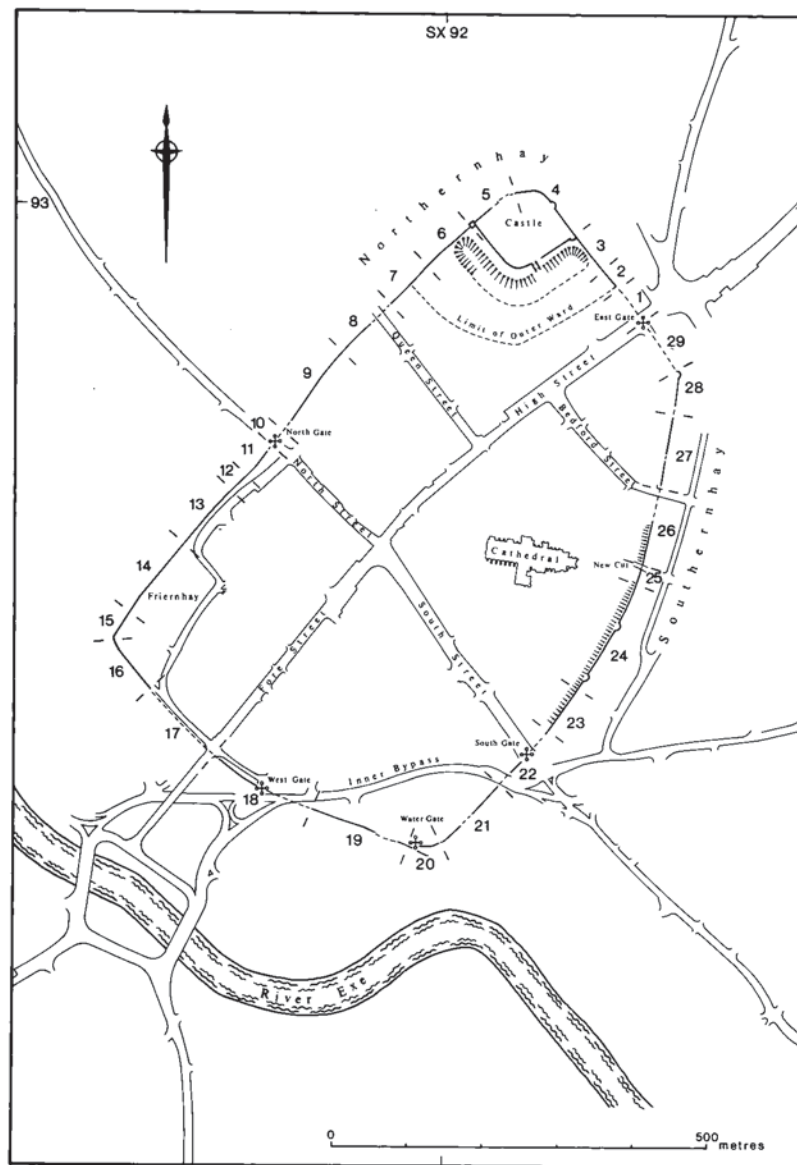 SX 92
93
Northernhay
5
4
Castle
6
3
7
2
1
Limit of Outer Ward
East Gate
8
29
Queen Street
High Street
9
28
Bedford Street
10
North Gate
11
27
12
North Street
Southernhay
13
26
Cathedral
14
New Cut
25
Friernhay
15
24
South Street
16
Fore Street
23
17
South Gate
22
Inner Bypass
West Gate
18
Water Gate
19
21
20
River Exe
0
500
metres